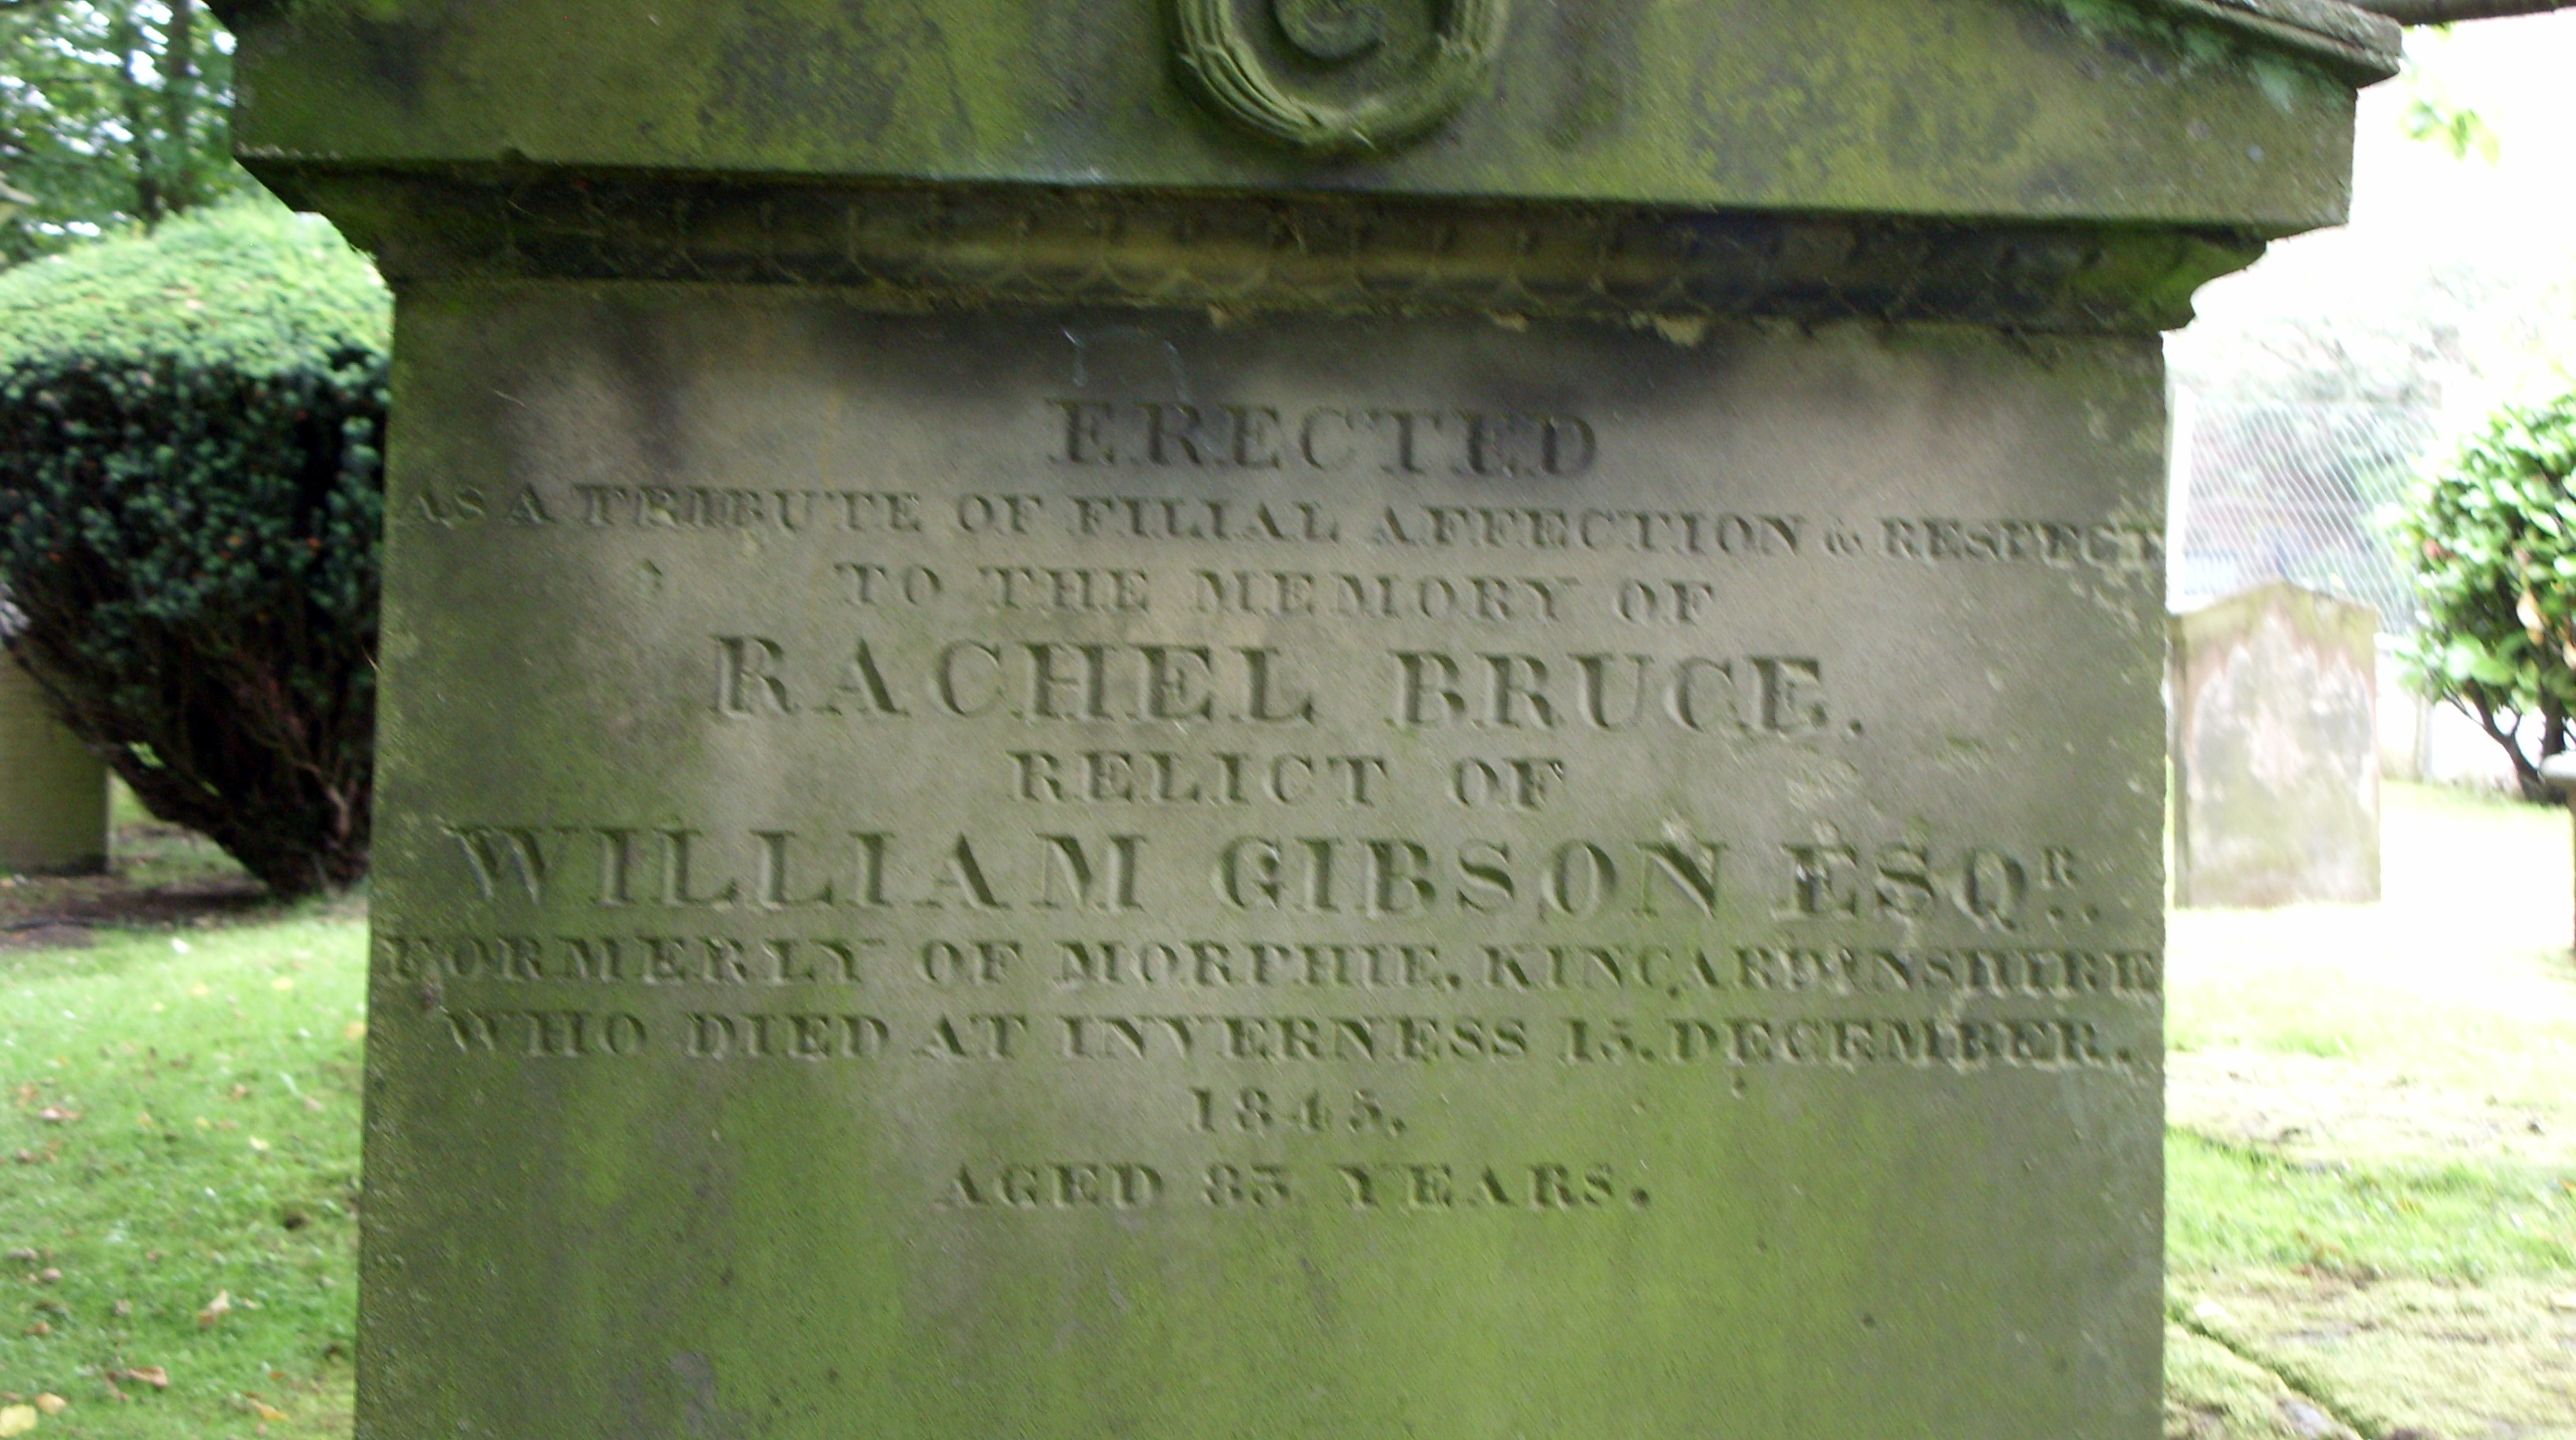 ERECTED
AS A TRIBUTE OF FILIAL AFFECTION & RESPECT
TO THE MEMORY OF
RACHEL BRUCE.
RELICT OF
WILLIAM GIBSON ESQR.
FORMERLY OF MORPHIE, KINCARDINSHIRE
WHO DIED AT INVERNESS 15. DECEMBER.
1845.
AGED 83 YEARS.